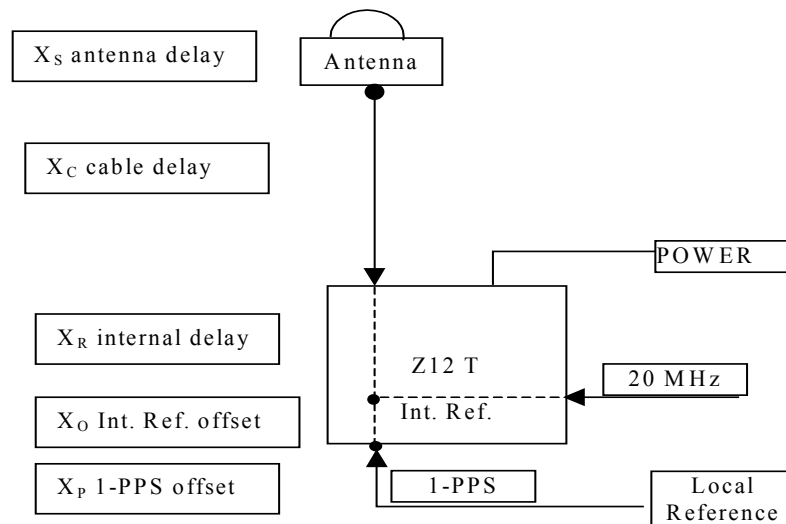 X_S antenna delay
Antenna
X_C cable delay
POWER
X_R internal delay
Z12 T
20 MHz
Int. Ref.
X_O Int. Ref. offset
X_P 1-PPS offset
1-PPS
Local
Reference